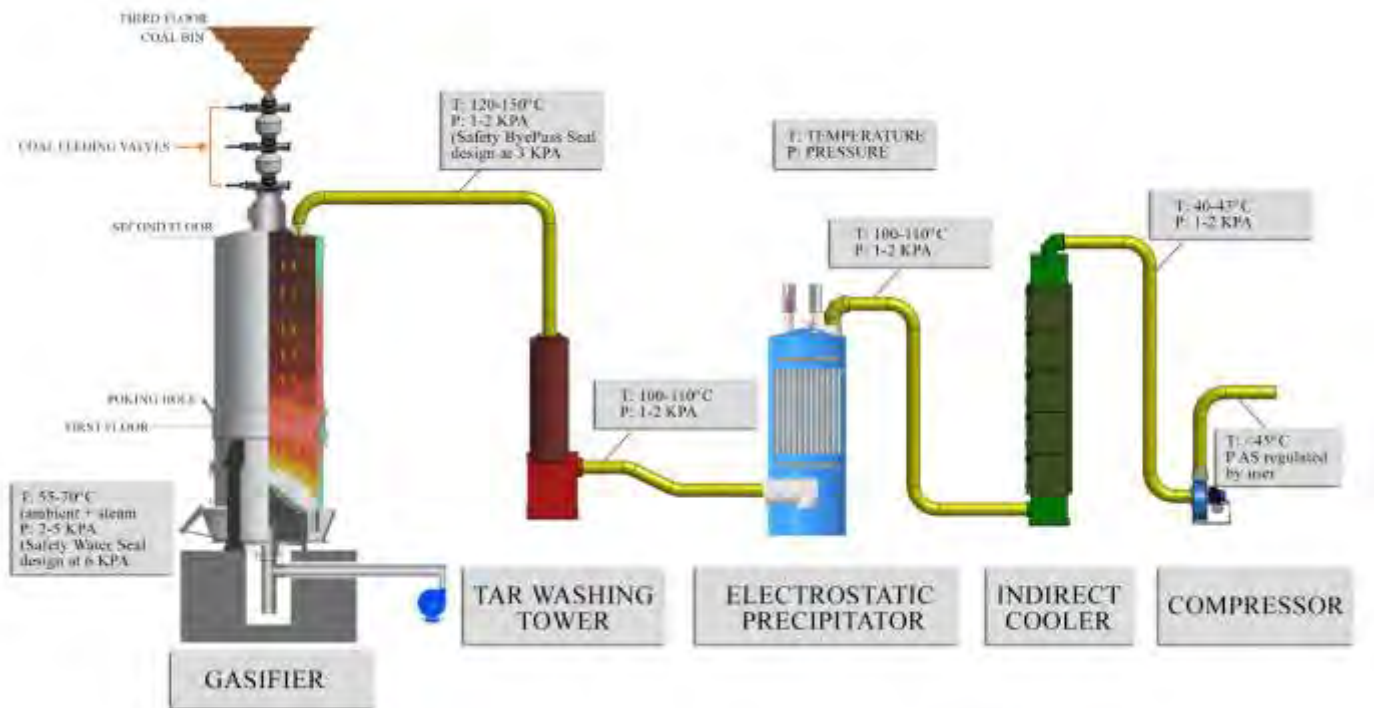 THIRD FLOOR
COAL BIN
COAL FEEDING VALVES
SECOND FLOOR
POKING HOLE
FIRST FLOOR
T: 55-70°C
(ambient + steam
P: 2-5 KPA
(Safety Water Seal
design at 6 KPA
GASIFIER
T: 120-150°C
P: 1-2 KPA
(Safety ByePass Seal
design at 3 KPA
T: 100-110°C
P: 1-2 KPA
TAR WASHING
TOWER
T: TEMPERATURE
P: PRESSURE
T: 100-110°C
P: 1-2 KPA
ELECTROSTATIC
PRECIPITATOR
INDIRECT
COOLER
T: 40-43°C
P: 1-2 KPA
T: <45°C
P AS regulated
by user
COMPRESSOR